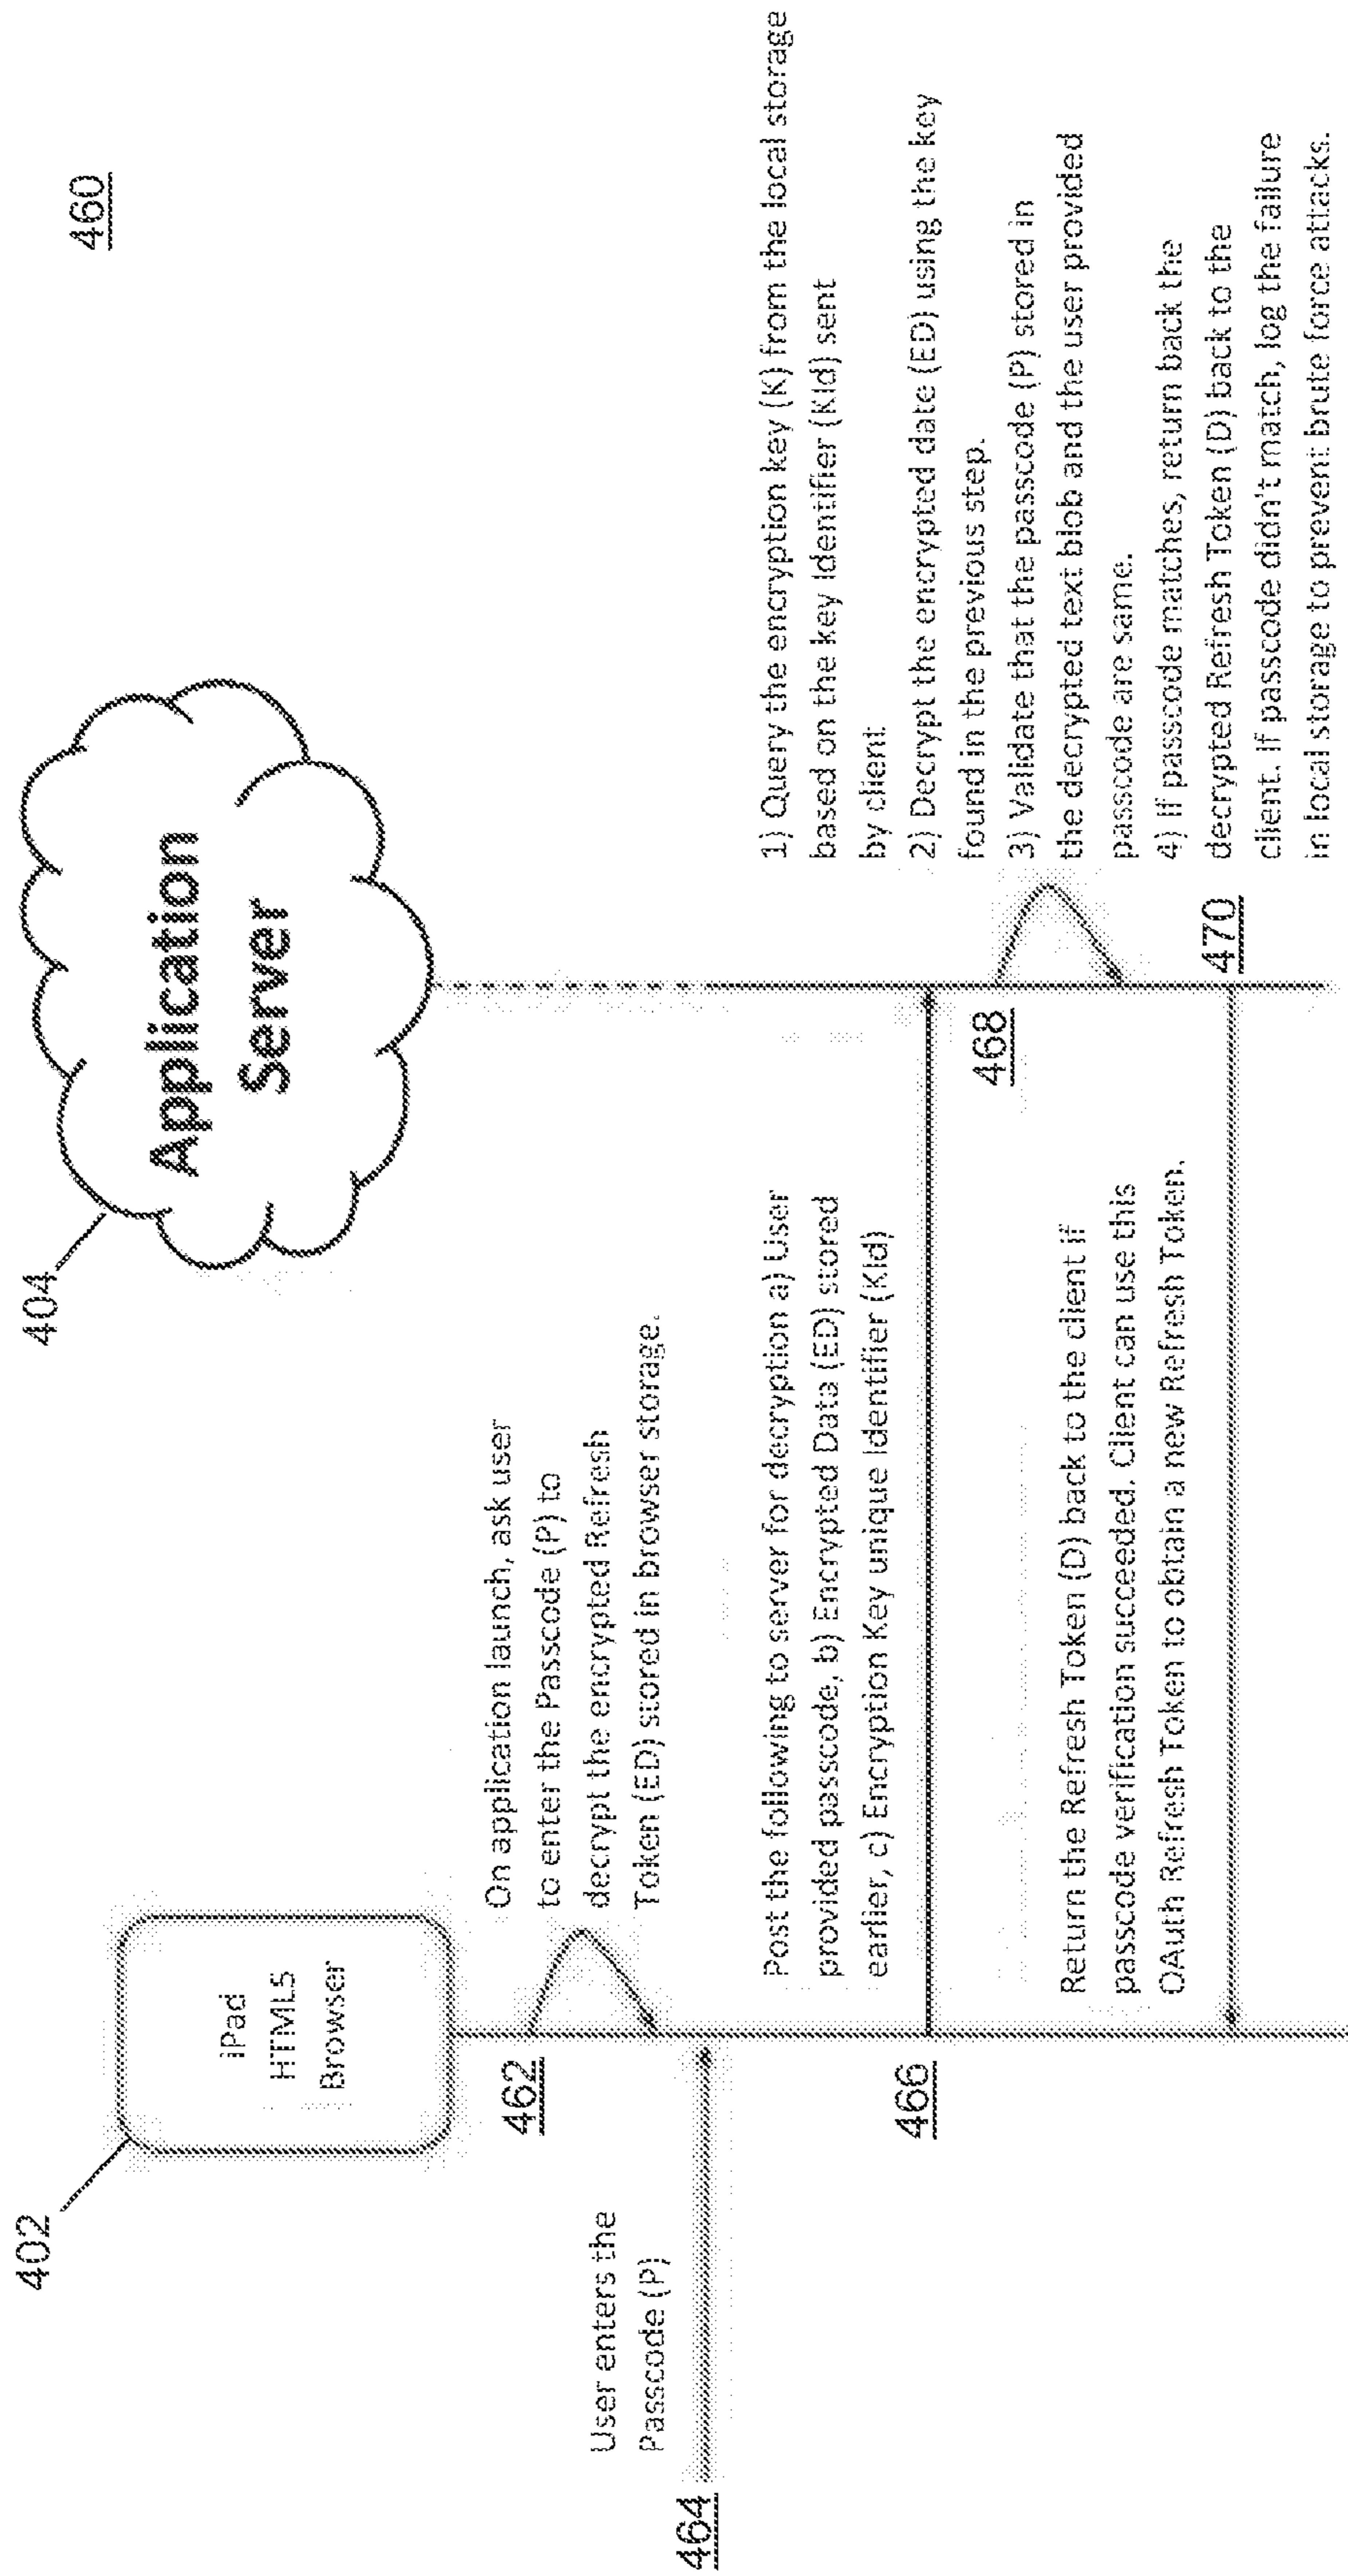 460
402
iPad
HTML5
Browser
404
Application
Server
462
On application launch, ask user
to enter the Passcode (P) to
decrypt the encrypted Refresh
Token (ED) stored in browser storage.
User enters the
Passcode (P)
464
Post the following to server for decryption a) User
provided passcode, b) Encrypted Data (ED) stored
earlier, c) Encryption Key unique Identifier (KId)
466
1) Query the encryption key (K) from the local storage
based on the key Identifier (KId) sent
by client
2) Decrypt the encrypted date (ED) using the key
found in the previous step.
3) Validate that the passcode (P) stored in
the decrypted text blob and the user provided
passcode are same.
4) If passcode matches, return back the
decrypted Refresh Token (D) back to the
client. If passcode didn't match, log the failure
in local storage to prevent brute force attacks.
468
Return the Refresh Token (D) back to the client if
passcode verification succeeded. Client can use this
OAuth Refresh Token to obtain a new Refresh Token.
470